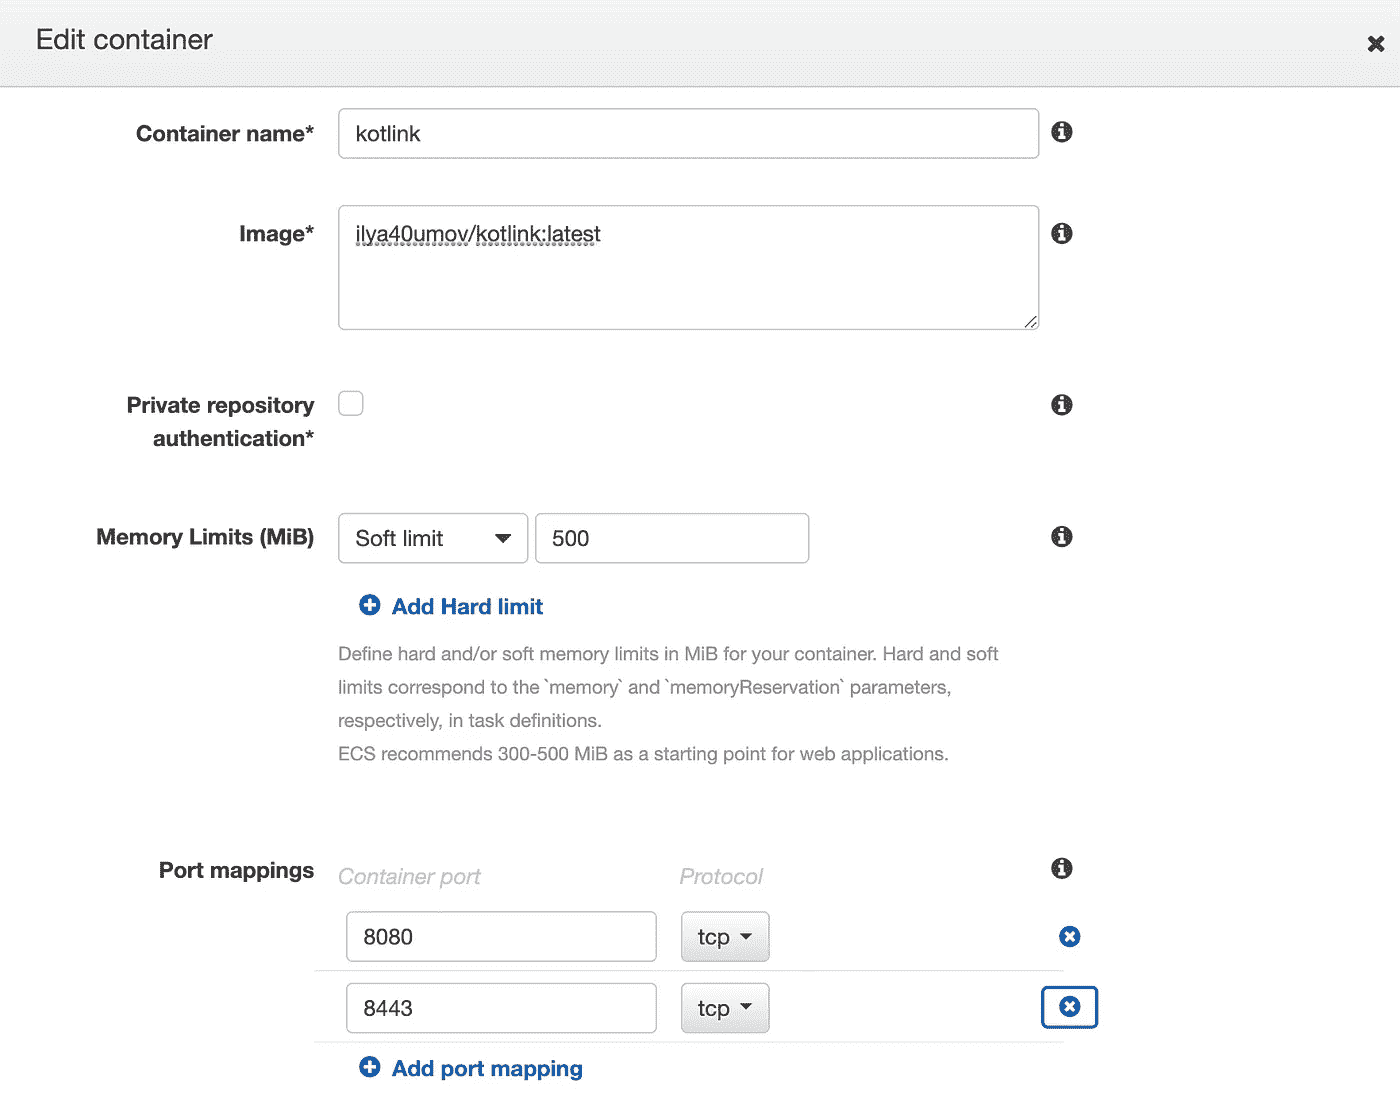 Edit container
Container name*
kotlink
Image*
ilya40umov/kotlink:latest
Private repository
authentication*
Memory Limits (MiB)
Soft limit
500
Add Hard limit
Define hard and/or soft memory limits in MiB for your container. Hard and soft
limits correspond to the `memory` and `memoryReservation` parameters,
respectively, in task definitions.
ECS recommends 300-500 MiB as a starting point for web applications.
Port mappings
Container port
Protocol
8080
tcp
8443
tcp
Add port mapping